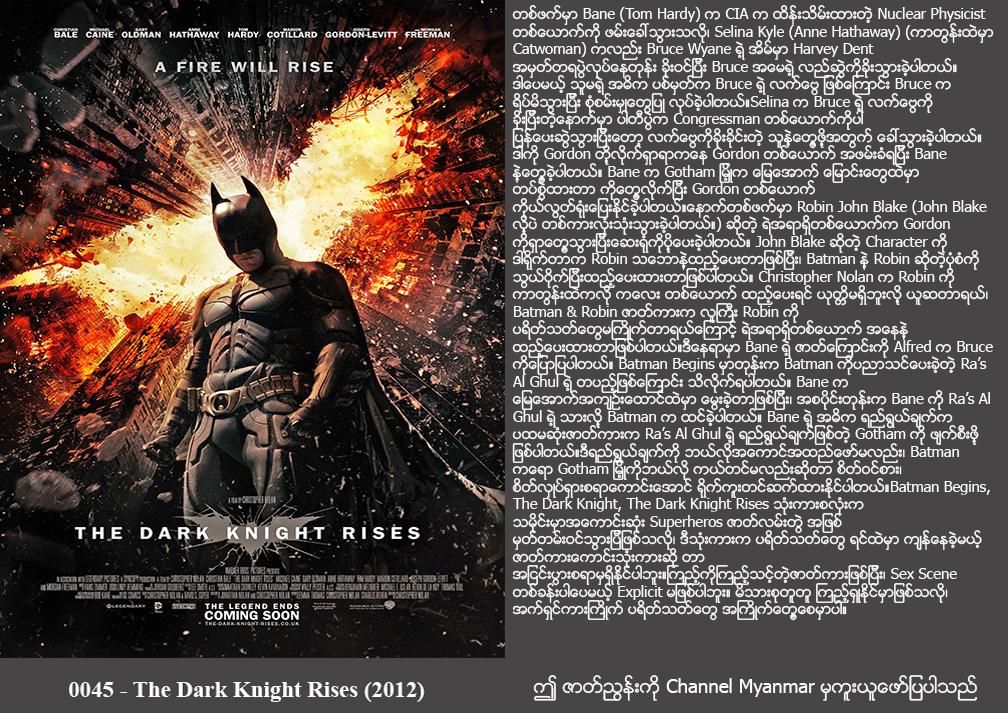 CHRISTIAN BALE MICHAEL CAINE GARY OLDMAN ANNE HATHAWAY TOM HARDY MARION COTILLARD JOSEPH GORDON-LEVITT MORGAN FREEMAN
A FIRE WILL RISE
A FILM BY CHRISTOPHER NOLAN
THE DARK KNIGHT RISES
WARNER BROS. PICTURES PRESENTS
THE LEGEND ENDS
COMING SOON
THE-DARK-KNIGHT-RISES.CO.UK
0045 - The Dark Knight Rises (2012)
တစ်ဖက်မှာ Bane (Tom Hardy) က CIA က ထိန်းသိမ်းထားတဲ့ Nuclear Physicist
တစ်ယောက်ကို ဖမ်းခေါ်သွားသလို၊ Selina Kyle (Anne Hathaway) (ကာတွန်းထဲမှာ
Catwoman) ကလည်း Bruce Wyane ရဲ့ အိမ်မှာ Harvey Dent
အမှတ်တရပွဲလုပ်နေတုန်း ခိုးဝင်ပြီး Bruce အမေရဲ့ လည်ဆွဲကိုခိုးသွားခဲ့ပါတယ်။
ဒါပေမယ့် သူမရဲ့ အဓိက ပစ်မှတ်က Bruce ရဲ့ လက်ဗွေ ဖြစ်ကြောင်း Bruce က
ရိပ်မိသွားပြီး စုံစမ်းမှုတွေပြု လုပ်ခဲ့ပါတယ်။Selina က Bruce ရဲ့ လက်ဗွေကို
ခိုးပြီးတဲ့နောက်မှာ ပါတီပွဲက Congressman တစ်ယောက်ကိုပါ
ပြန်ပေးဆွဲသွားပြီးတော့ လက်ဗွေကိုခိုးခိုင်းတဲ့ သူနဲ့တွေ့ဖို့အတွက် ခေါ်သွားခဲ့ပါတယ်။
ဒါကို Gordon တို့လိုက်ရှာရာကနေ Gordon တစ်ယောက် အဖမ်းခံရပြီး Bane
နဲ့တွေ့ခဲ့ပါတယ်။ Bane က Gotham မြို့က မြေအောက် မြောင်းတွေထဲမှာ
တပ်စွဲထားတာ ကိုတွေ့လိုက်ပြီး Gordon တစ်ယောက်
ကိုယ်လွတ်ရုံးပြေးနိုင်ခဲ့ပါတယ်။နောက်တစ်ဖက်မှာ Robin John Blake (John Blake
လို့ပဲ တစ်ကားလုံးသုံးသွားခဲ့ပါတယ်။) ဆိုတဲ့ ရဲအရာရှိတစ်ယောက်က Gordon
ကိုရှာတွေ့သွားပြီးဆေးရုံကိုပို့ပေးခဲ့ပါတယ်။ John Blake ဆိုတဲ့ Character ကို
ဒါရိုက်တာက Robin သဘောနဲ့ထည့်ပေးတာဖြစ်ပြီး၊ Batman နဲ့ Robin ဆိုတဲ့ပုံစံကို
သွယ်ဝိုက်ပြီးထည့်ပေးထားတာဖြစ်ပါတယ်။ Christopher Nolan က Robin ကို
ကာတွန်းထဲကလို ကလေး တစ်ယောက် ထည့်ပေးရင် ယုတ္တိမရှိဘူးလို့ ယူဆတာရယ်၊
Batman & Robin ဇာတ်ကားက လူကြီး Robin ကို
ပရိတ်သတ်တွေမကြိုက်တာရယ်ကြောင့် ရဲအရာရှိတစ်ယောက် အနေနဲ့
ထည့်ပေးထားတာဖြစ်ပါတယ်။ဒီနေရာမှာ Bane ရဲ့ ဇာတ်ကြောင်းကို Alfred က Bruce
ကိုပြောပြပါတယ်။ Batman Begins မှာတုန်းက Batman ကိုပညာသင်ပေးခဲ့တဲ့ Ra's
Al Ghul ရဲ့ တပည့်ဖြစ်ကြောင်း သိလိုက်ရပါတယ်။ Bane က
မြေအောက်အကျဉ်းထောင်ထဲမှာ မွေးခဲ့တာဖြစ်ပြီး၊ အစပိုင်းတုန်းက Bane ကို Ra's Al
Ghul ရဲ့ သားလို့ Batman က ထင်ခဲ့ပါတယ်။ Bane ရဲ့ အဓိက ရည်ရွယ်ချက်က
ပထမဆုံးဇာတ်ကားက Ra's Al Ghul ရဲ့ ရည်ရွယ်ချက်ဖြစ်တဲ့ Gotham ကို ဖျက်စီးဖို့
ဖြစ်ပါတယ်။ဒီရည်ရွယ်ချက်ကို ဘယ်လိုအကောင်အထည်ဖော်မလည်း၊ Batman
ကရော Gotham မြို့ကိုဘယ်လို ကယ်တင်မလည်းဆိုတာ စိတ်ဝင်စား၊
စိတ်လှုပ်ရှားစရာကောင်းအောင် ရိုက်ကူးတင်ဆက်ထားနိုင်ပါတယ်။Batman Begins,
The Dark Knight, The Dark Knight Rises သုံးကားစလုံးက
သမိုင်းမှာအကောင်းဆုံး Superheros ဇာတ်လမ်းတွဲ အဖြစ်
မှတ်တမ်းဝင်သွားပြီဖြစ်သလို၊ ဒီသုံးကားက ပရိတ်သတ်တွေ ရင်ထဲမှာ ကျန်နေခဲ့မယ့်
ဇာတ်ကားကောင်းသုံးကားဆို တာ
အငြင်းပွားစရာမရှိနိုင်ပါဘူး။ကြည့်ကိုကြည့်သင့်တဲ့ဇာတ်ကားဖြစ်ပြီး၊ Sex Scene
တစ်ခန်းပါပေမယ့် Explicit မဖြစ်ပါဘူး။ မိသားစုတူတူ ကြည့်ရှုနိုင်မှာဖြစ်သလို၊
အက်ရှင်ကားကြိုက် ပရိတ်သတ်တွေ အကြိုက်တွေ့စေမှာပါ။
ဤ ဇာတ်ညွှန်းကို Channel Myanmar မှကူးယူဖော်ပြပါသည်